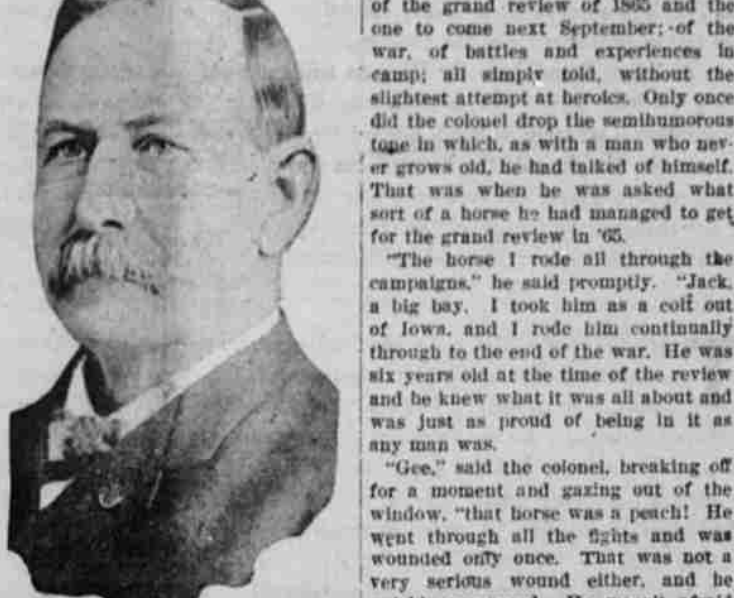 of the grand review of 1865 and the
one to come next September; of the
war, of battles and experiences in
camp; all simply told, without the
slightest attempt at heroics. Only once
did the colonel drop the semihumorous
tone in which, as with a man who nev-
er grows old, he had talked of himself.
That was when he was asked what
sort of a horse he had managed to get
for the grand review in '65.
"The horse I rode all through the
campaigns," he said promptly. "Jack,
a big bay. I took him as a colt out
of Iowa, and I rode him continually
through to the end of the war. He was
six years old at the time of the review
and he knew what it was all about and
was just as proud of being in it as
any man was.
"Gee," said the colonel, breaking off
for a moment and gazing out of the
window, "that horse was a peach! He
went through all the fights and was
wounded only once. That was not a
very serious wound either, and he